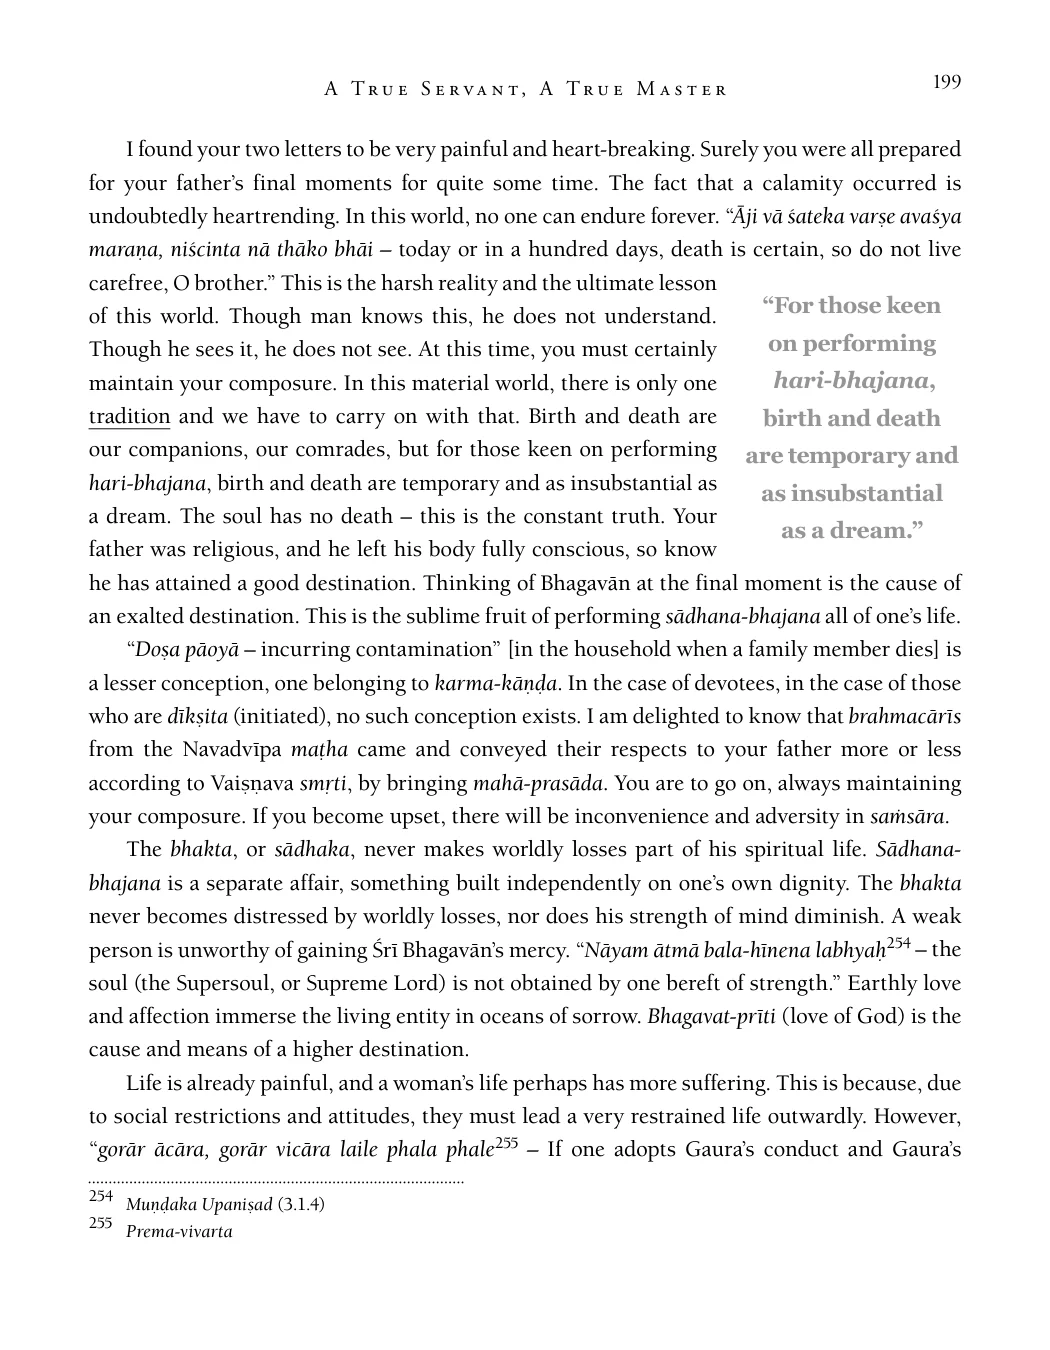 A True Servant, A True Master
199
I found your two letters to be very painful and heart-breaking. Surely you were all prepared
for your father’s final moments for quite some time. The fact that a calamity occurred is
undoubtedly heartrending. In this world, no one can endure forever. “Āji vā śateka varṣe avaśya
maraṇa, niścinta nā thāko bhāi – today or in a hundred days, death is certain, so do not live
carefree, O brother.” This is the harsh reality and the ultimate lesson
of this world. Though man knows this, he does not understand.
Though he sees it, he does not see. At this time, you must certainly
maintain your composure. In this material world, there is only one
tradition and we have to carry on with that. Birth and death are
our companions, our comrades, but for those keen on performing
hari-bhajana, birth and death are temporary and as insubstantial as
a dream. The soul has no death – this is the constant truth. Your
father was religious, and he left his body fully conscious, so know
“For those keen
on performing
hari-bhajana,
birth and death
are temporary and
as insubstantial
as a dream.”
he has attained a good destination. Thinking of Bhagavān at the final moment is the cause of
an exalted destination. This is the sublime fruit of performing sādhana-bhajana all of one’s life.
“Doṣa pāoyā – incurring contamination” [in the household when a family member dies] is
a lesser conception, one belonging to karma-kāṇḍa. In the case of devotees, in the case of those
who are dīkṣita (initiated), no such conception exists. I am delighted to know that brahmacārīs
from the Navadvīpa maṭha came and conveyed their respects to your father more or less
according to Vaiṣṇava smṛti, by bringing mahā-prasāda. You are to go on, always maintaining
your composure. If you become upset, there will be inconvenience and adversity in saṁsāra.
The bhakta, or sādhaka, never makes worldly losses part of his spiritual life. Sādhana-
bhajana is a separate affair, something built independently on one’s own dignity. The bhakta
never becomes distressed by worldly losses, nor does his strength of mind diminish. A weak
person is unworthy of gaining Śrī Bhagavān’s mercy. “Nāyam ātmā bala-hīnena labhyaḥ254 – the
soul (the Supersoul, or Supreme Lord) is not obtained by one bereft of strength.” Earthly love
and affection immerse the living entity in oceans of sorrow. Bhagavat-prīti (love of God) is the
cause and means of a higher destination.
Life is already painful, and a woman’s life perhaps has more suffering. This is because, due
to social restrictions and attitudes, they must lead a very restrained life outwardly. However,
“gorār ācāra, gorār vicāra laile phala phale255 – If one adopts Gaura’s conduct and Gaura’s
254 Muṇḍaka Upaniṣad (3.1.4)
255 Prema-vivarta